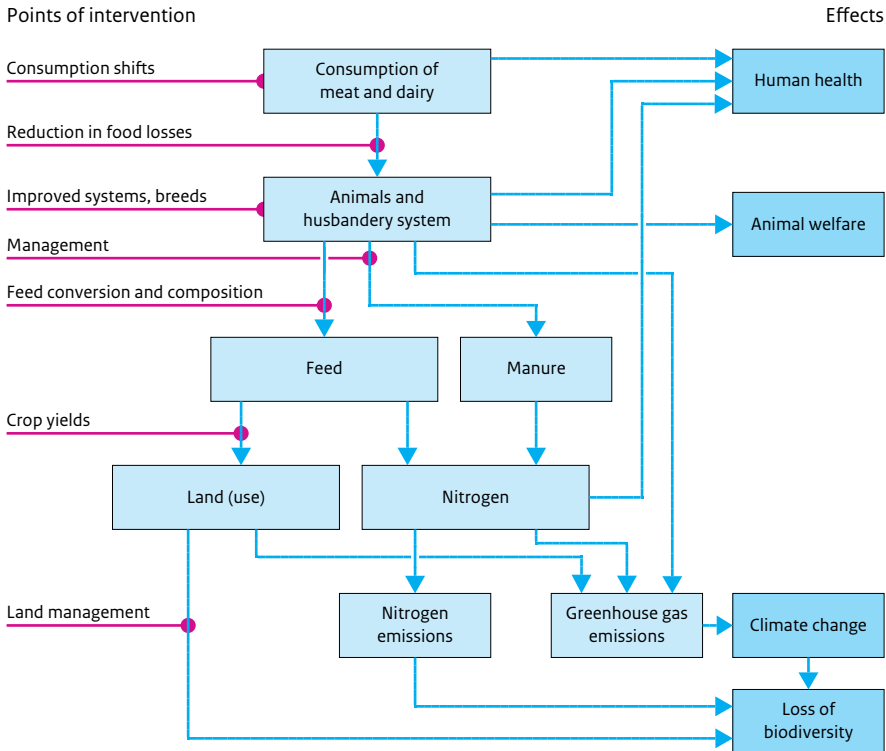 Points of intervention
Effects
Consumption shifts
Consumption of
meat and dairy
Human health
Reduction in food losses
Improved systems, breeds
Animals and
husbandery system
Animal welfare
Management
Feed conversion and composition
Feed
Manure
Crop yields
Land (use)
Nitrogen
Land management
Nitrogen
emissions
Greenhouse gas
emissions
Climate change
Loss of
biodiversity